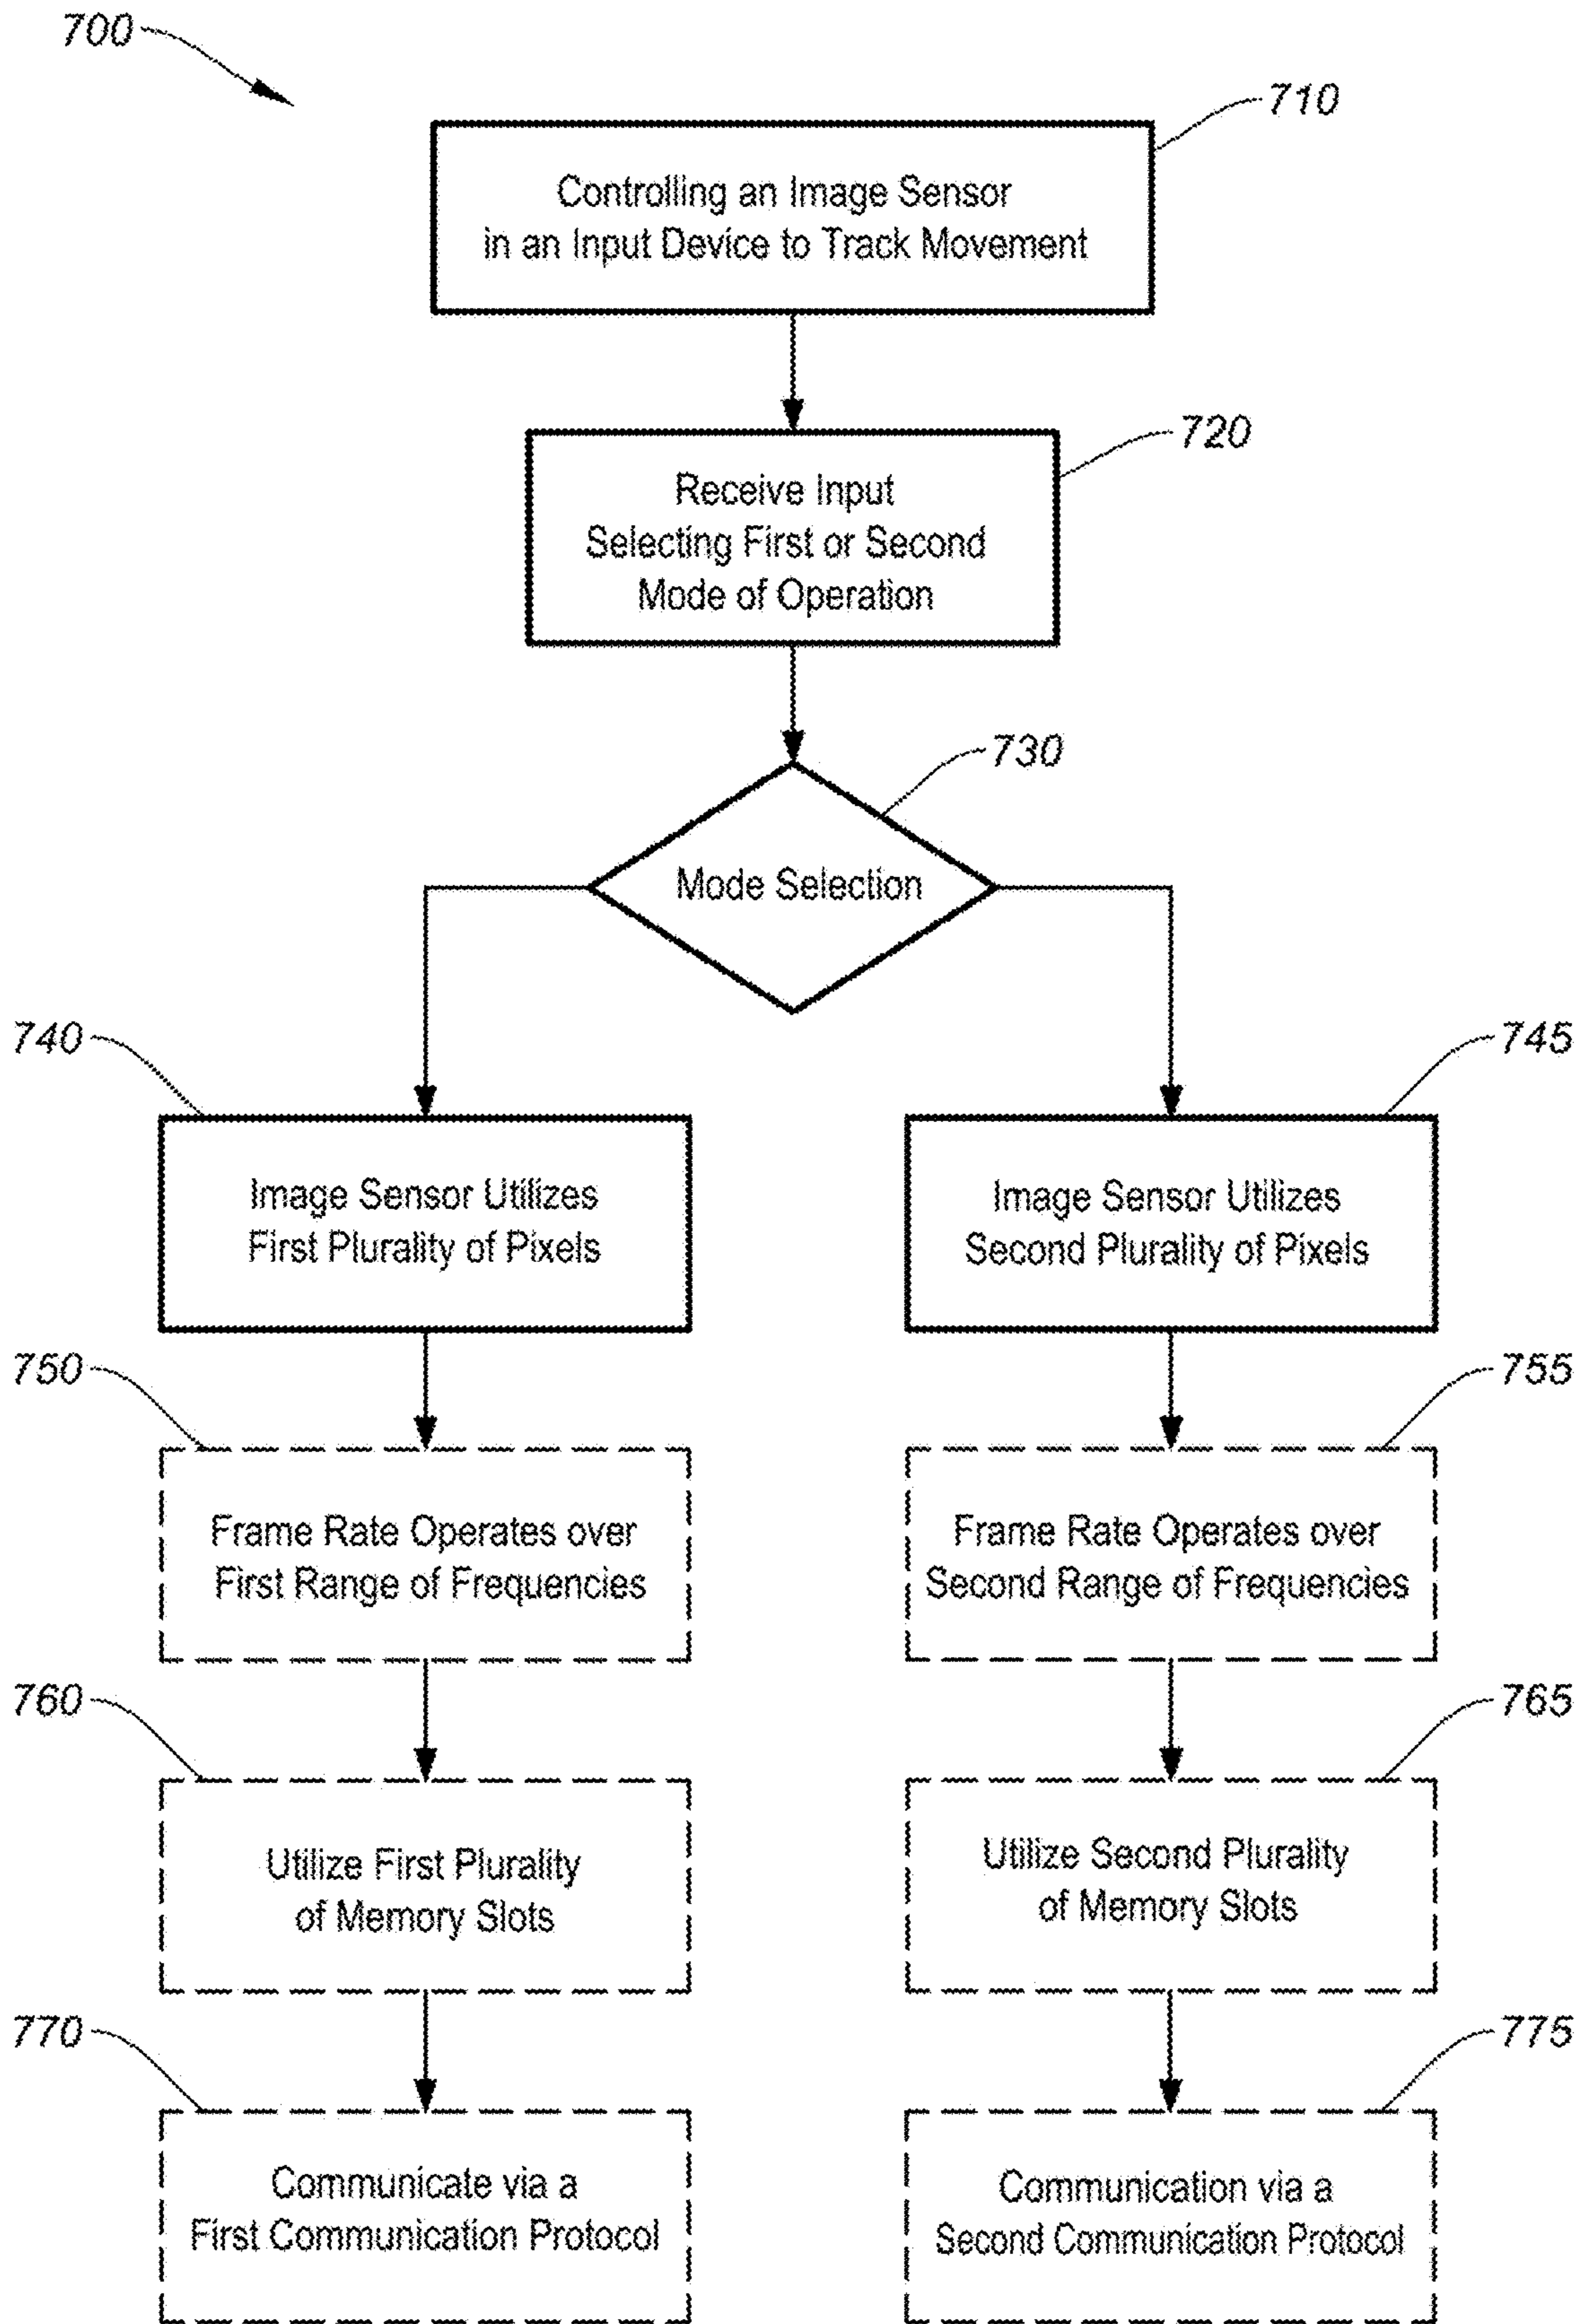 700
710
Controlling an Image Sensor
in an Input Device to Track Movement
720
Receive Input
Selecting First or Second
Mode of Operation
730
Mode Selection
740
Image Sensor Utilizes
First Plurality of Pixels
745
Image Sensor Utilizes
Second Plurality of Pixels
750
Frame Rate Operates over
First Range of Frequencies
755
Frame Rate Operates over
Second Range of Frequencies
760
Utilize First Plurality
of Memory Slots
765
Utilize Second Plurality
of Memory Slots
770
Communicate via a
First Communication Protocol
775
Communication via a
Second Communication Protocol